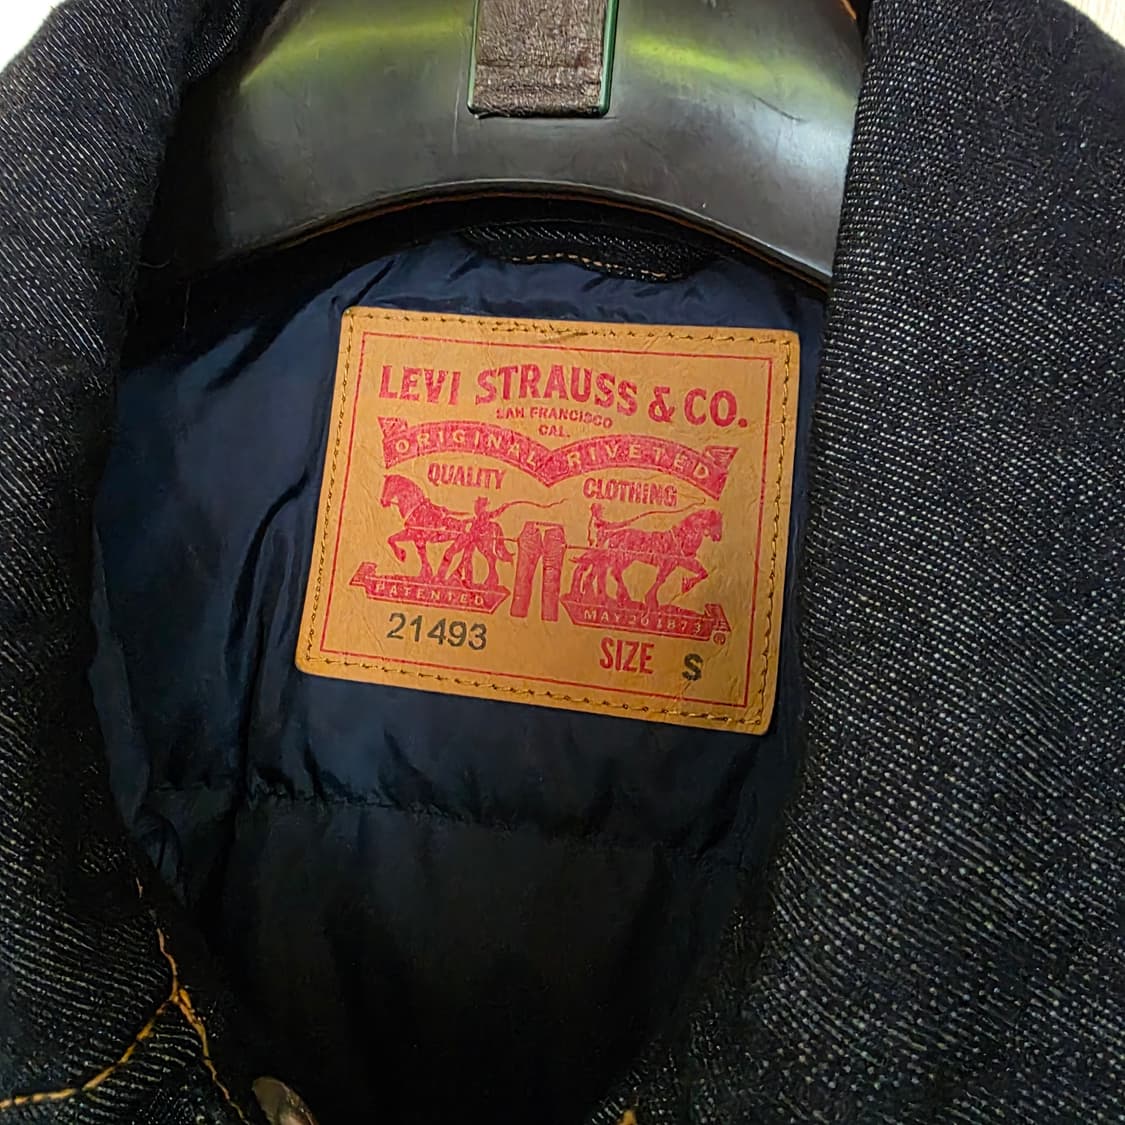 LEVI STRAUSS & CO.
SAN FRANCISCO
CAL.
ORIGINAL RIVETED
QUALITY CLOTHING
PATENTED
MAY 20 1873
®
21493
SIZE S